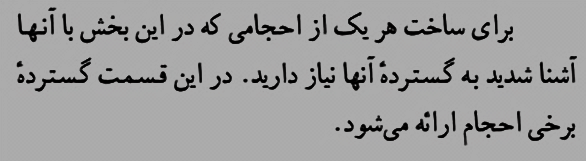 برای ساخت هر یک از احجامی که در این بخش با آنها
آشنا شدید به گستردهٔ آنها نیاز دارید. در این قسمت گستردهٔ
برخی احجام ارائه می‌شود.